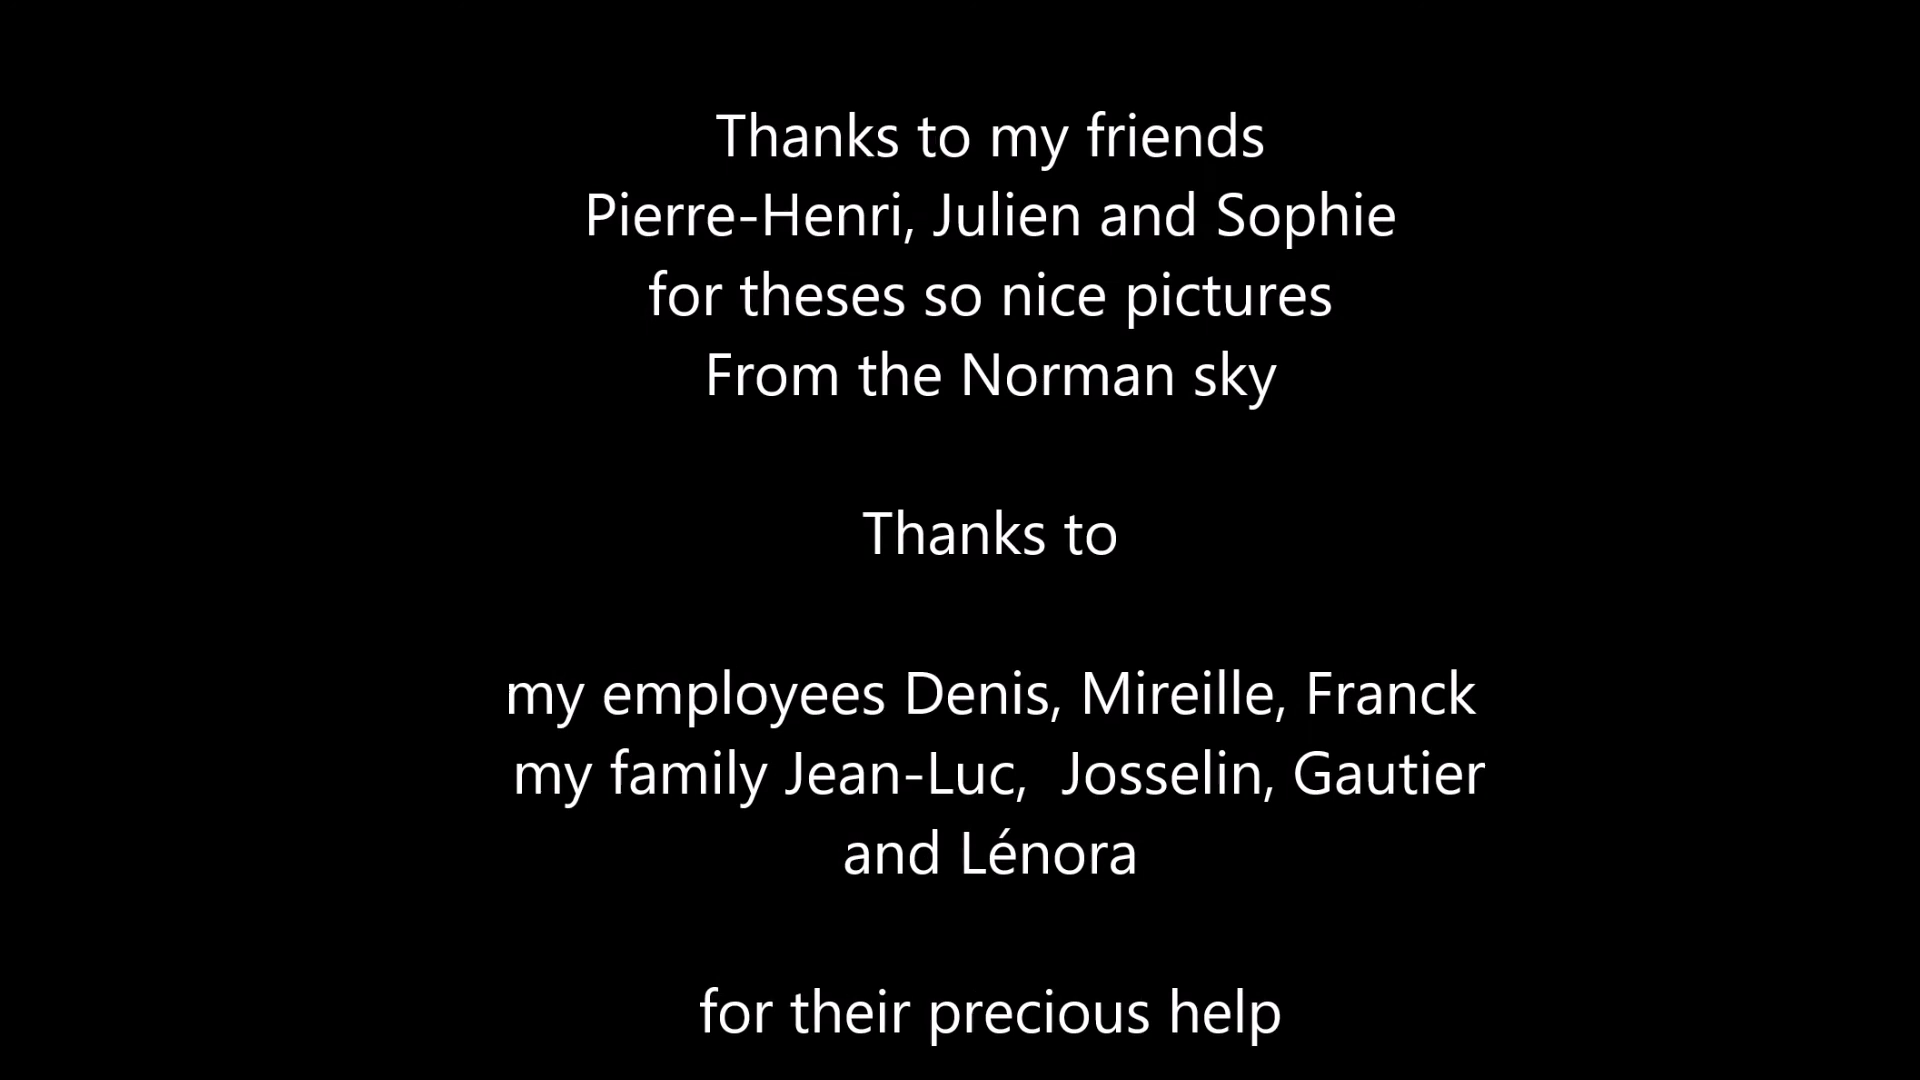 Thanks to my friends
Pierre-Henri, Julien and Sophie
for theses so nice pictures
From the Norman sky
Thanks to
my employees Denis, Mireille, Franck
my family Jean-Luc,  Josselin, Gautier
and Lénora
for their precious help